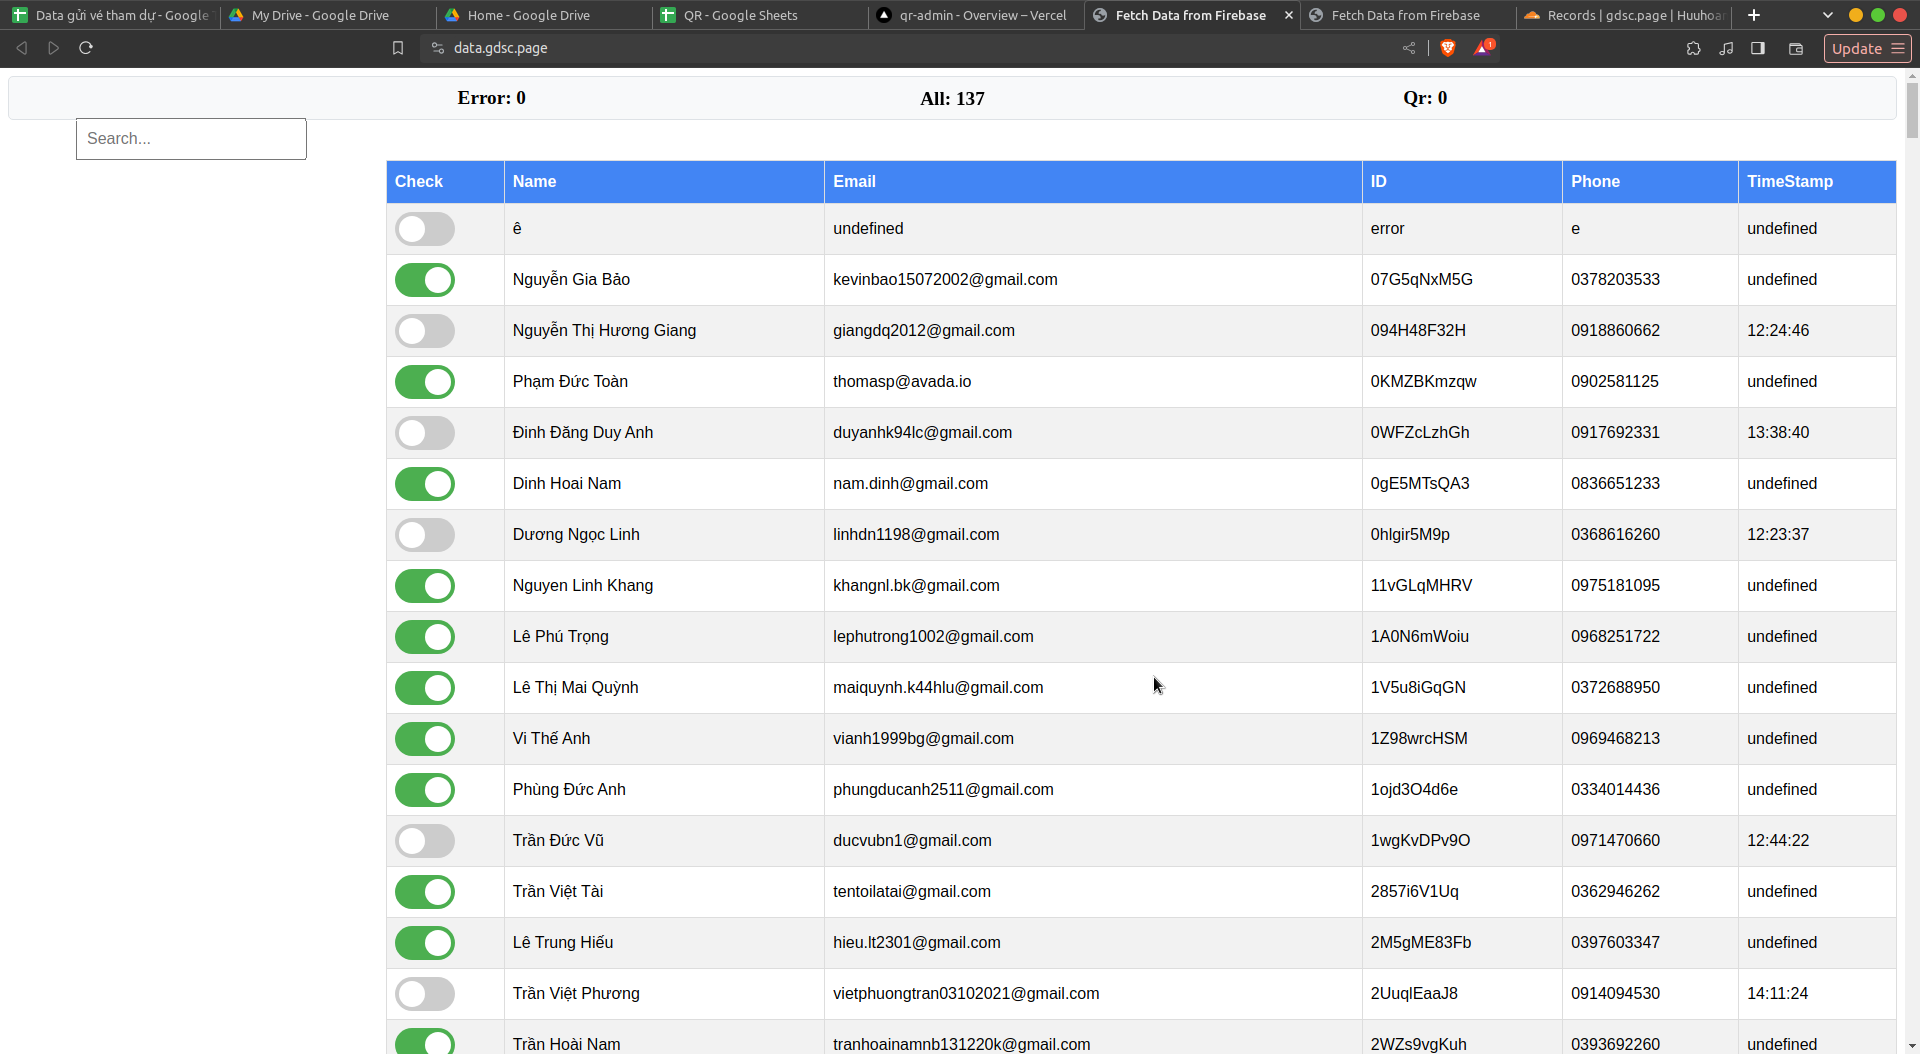 Data gửi vé tham dự - Google
My Drive - Google Drive
Home - Google Drive
QR - Google Sheets
qr-admin - Overview – Vercel
Fetch Data from Firebase
Fetch Data from Firebase
Records | gdsc.page | Huuhoa
data.gdsc.page
1
Update
Error: 0 All: 137 Qr: 0
Search...
Check Name Email ID Phone TimeStamp
ê undefined error e undefined
Nguyễn Gia Bảo kevinbao15072002@gmail.com 07G5qNxM5G 0378203533 undefined
Nguyễn Thị Hương Giang giangdq2012@gmail.com 094H48F32H 0918860662 12:24:46
Phạm Đức Toàn thomasp@avada.io 0KMZBKmzqw 0902581125 undefined
Đinh Đăng Duy Anh duyanhk94lc@gmail.com 0WFZcLzhGh 0917692331 13:38:40
Dinh Hoai Nam nam.dinh@gmail.com 0gE5MTsQA3 0836651233 undefined
Dương Ngọc Linh linhdn1198@gmail.com 0hlgir5M9p 0368616260 12:23:37
Nguyen Linh Khang khangnl.bk@gmail.com 11vGLqMHRV 0975181095 undefined
Lê Phú Trọng lephutrong1002@gmail.com 1A0N6mWoiu 0968251722 undefined
Lê Thị Mai Quỳnh maiquynh.k44hlu@gmail.com 1V5u8iGqGN 0372688950 undefined
Vi Thế Anh vianh1999bg@gmail.com 1Z98wrcHSM 0969468213 undefined
Phùng Đức Anh phungducanh2511@gmail.com 1ojd3O4d6e 0334014436 undefined
Trần Đức Vũ ducvubn1@gmail.com 1wgKvDPv9O 0971470660 12:44:22
Trần Việt Tài tentoilatai@gmail.com 2857i6V1Uq 0362946262 undefined
Lê Trung Hiếu hieu.lt2301@gmail.com 2M5gME83Fb 0397603347 undefined
Trần Việt Phương vietphuongtran03102021@gmail.com 2UuqlEaaJ8 0914094530 14:11:24
Trần Hoài Nam tranhoainamnb131220k@gmail.com 2WZs9vgKuh 0393692260 undefined